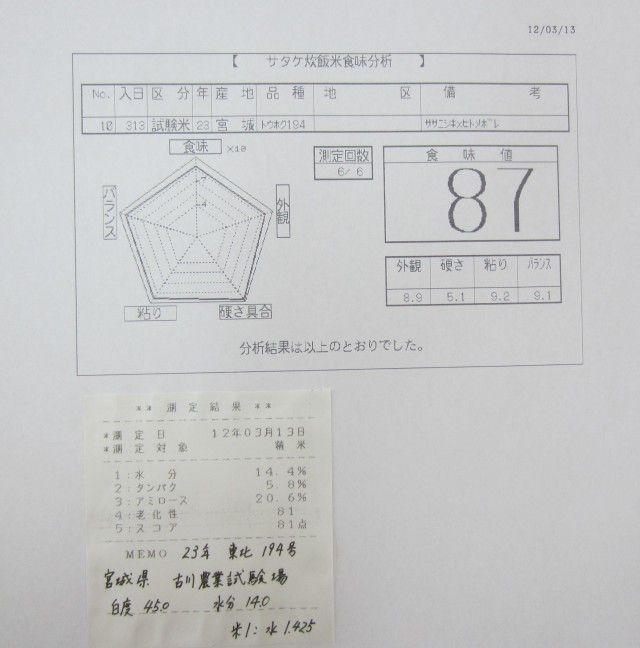 12/03/13
【 サタケ炊飯米食味分析 】
No. 入日 区分 年 産地 品種 地区 備考
10 313 試験米 23 宮城 トウホク194 ササニシキ×ヒトメボレ
食味 ×10
バランス
外観
粘り
硬さ具合
7
4
測定回数
6/ 6
食味値
87
外観 硬さ 粘り バランス
8.9 5.1 9.2 9.1
分析結果は以上のとおりでした。
** 測定結果 **
*測定日 12年03月13日
*測定対象 精米
1:水分 14.4%
2:タンパク 5.8%
3:アミロース 20.6%
4:老化性 81
5:スコア 81点
MEMO 23年 東北 194号
宮城県 古川農業試験場
白度 45.0 水分 14.0
米1:水1.425